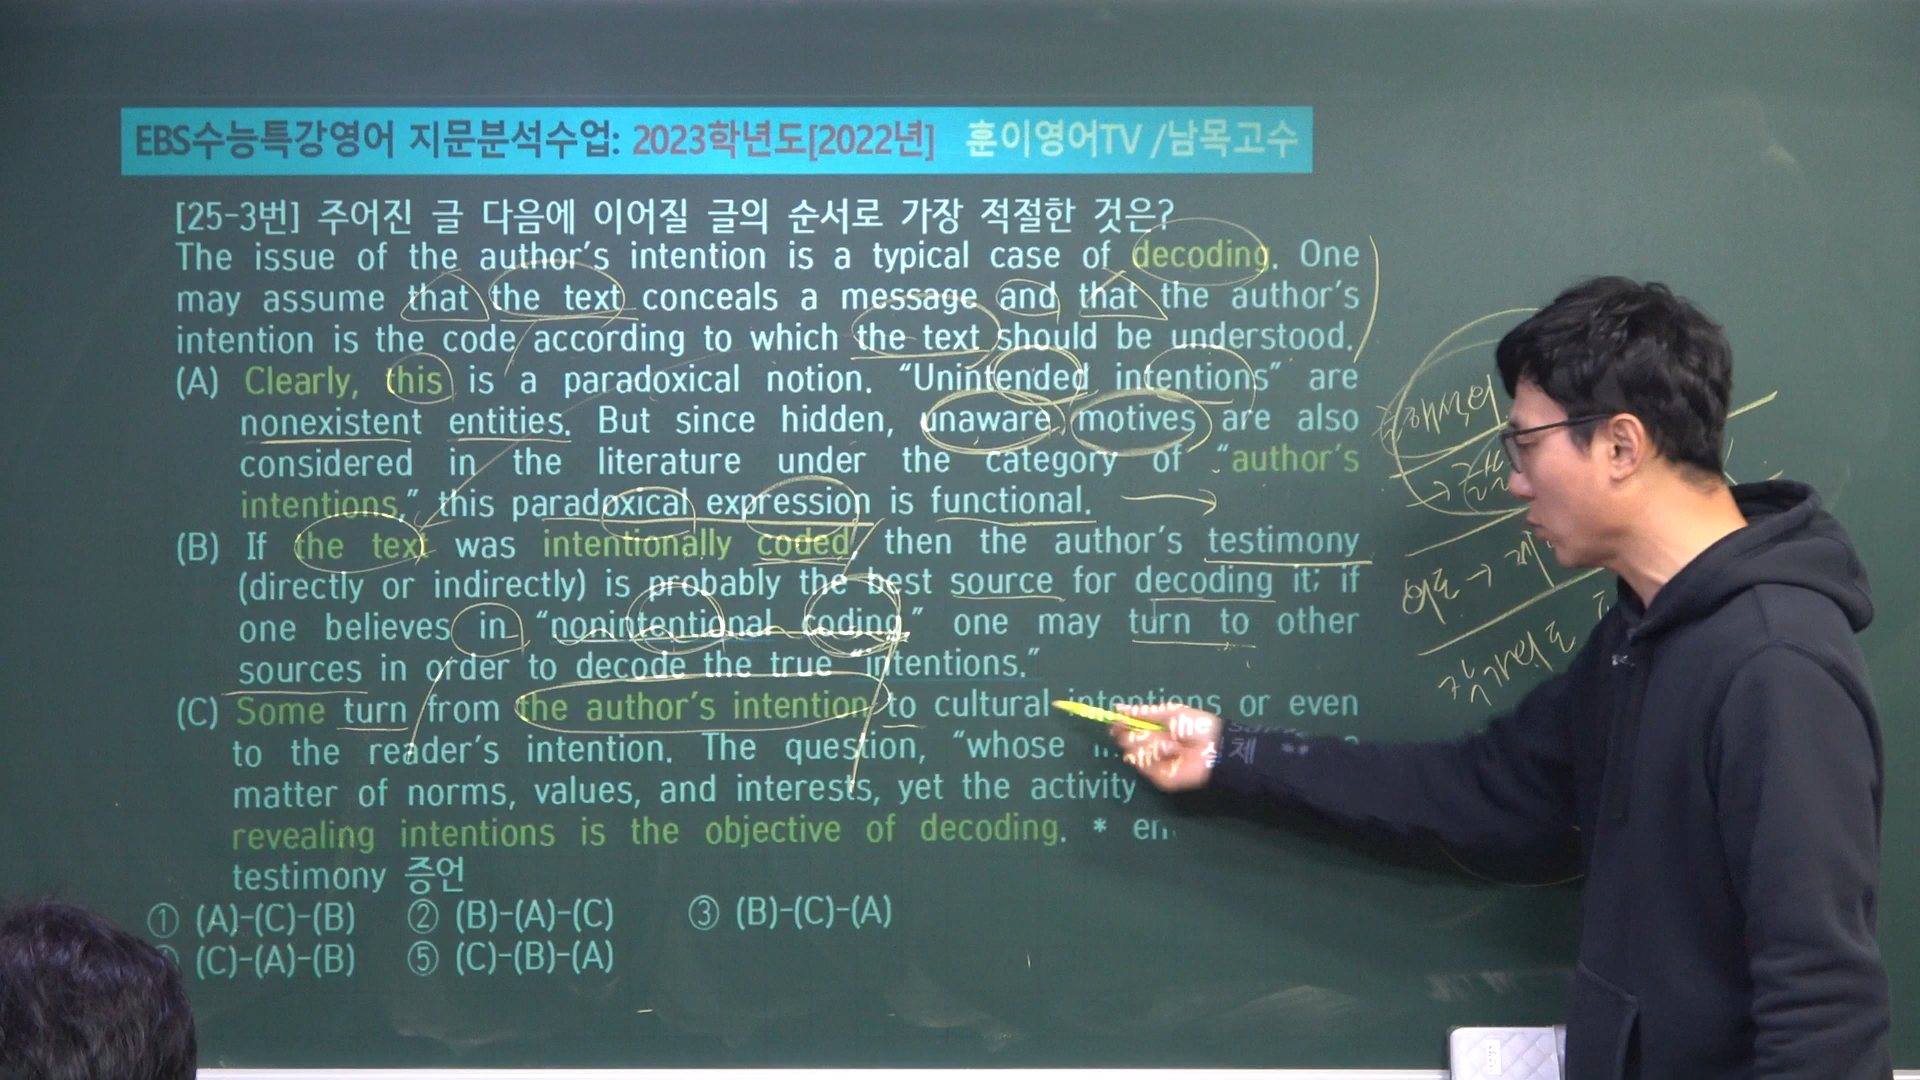 EBS수능특강영어 지문분석수업: 2023학년도[2022년] 훈이영어TV /남목고수
[25-3번] 주어진 글 다음에 이어질 글의 순서로 가장 적절한 것은?
The issue of the author's intention is a typical case of decoding. One
may assume that the text conceals a message and that the author's
intention is the code according to which the text should be understood.
(A) Clearly, this is a paradoxical notion. “Unintended intentions” are
nonexistent entities. But since hidden, unaware motives are also
considered in the literature under the category of “author's
intentions,” this paradoxical expression is functional.
(B) If the text was intentionally coded, then the author's testimony
(directly or indirectly) is probably the best source for decoding it; if
one believes in “nonintentional coding,” one may turn to other
sources in order to decode the true “intentions.”
(C) Some turn from the author's intention to cultural intentions or even
to the reader's intention. The question, “whose
matter of norms, values, and interests, yet the activity
revealing intentions is the objective of decoding. *
실체 **
testimony 증언
① (A)-(C)-(B) ② (B)-(A)-(C) ③ (B)-(C)-(A)
(C)-(A)-(B) ⑤ (C)-(B)-(A)